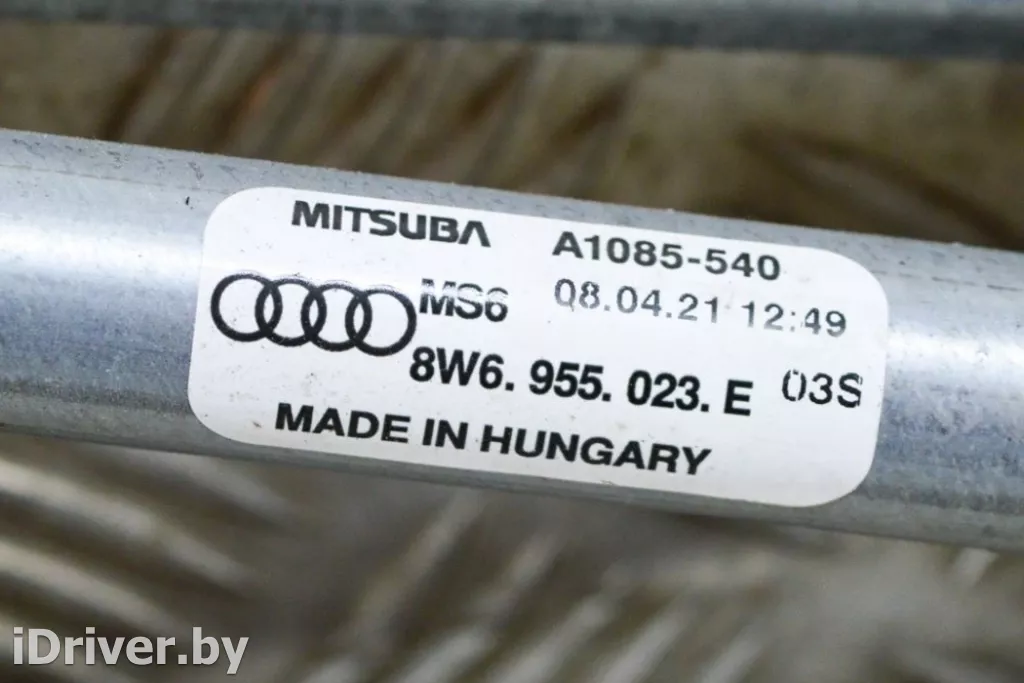 MITSUBA A1085-540
MS6 08.04.21 12:49
8W6. 955. 023. E 03S
MADE IN HUNGARY
iDriver.by